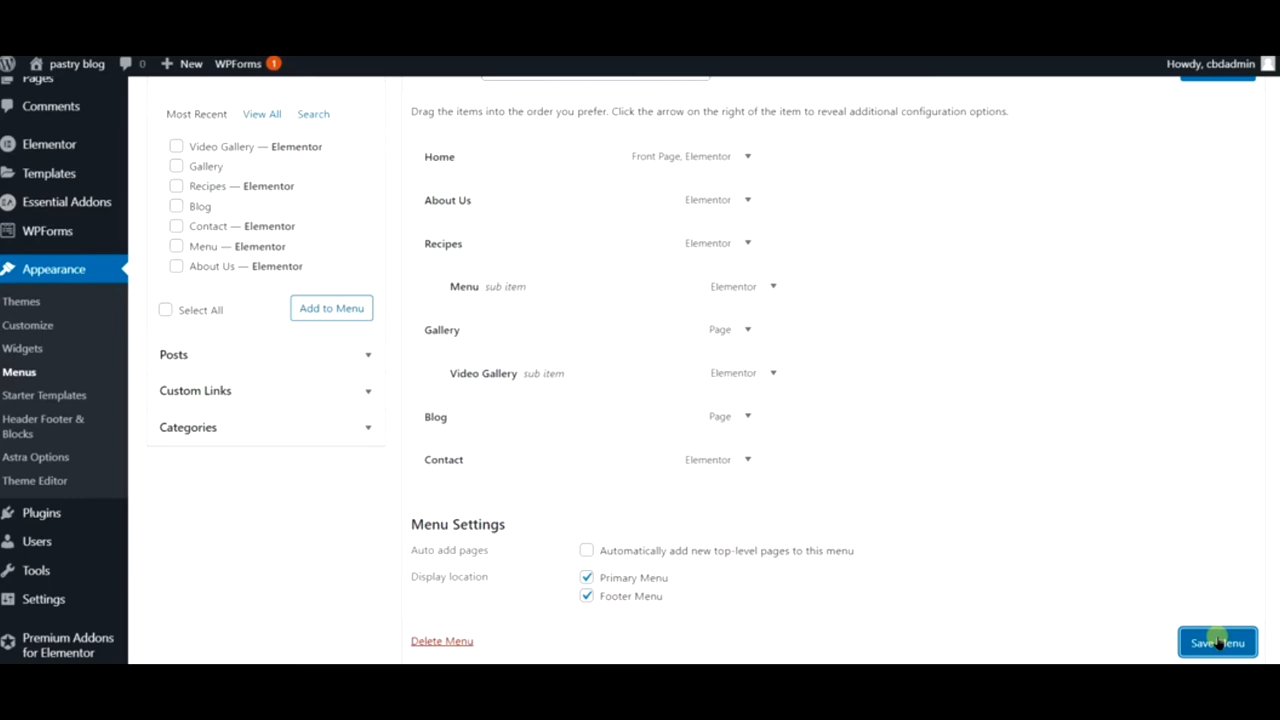 pastry blog 0 New WPForms 1 Howdy, cbdadmin
Pages
Comments
Elementor
Templates
Essential Addons
WPForms
Appearance
Themes
Customize
Widgets
Menus
Starter Templates
Header Footer &
Blocks
Astra Options
Theme Editor
Plugins
Users
Tools
Settings
Premium Addons
for Elementor
Most Recent View All Search
Video Gallery — Elementor
Gallery
Recipes — Elementor
Blog
Contact — Elementor
Menu — Elementor
About Us — Elementor
Select All Add to Menu
Posts
Custom Links
Categories
Drag the items into the order you prefer. Click the arrow on the right of the item to reveal additional configuration options.
Home Front Page, Elementor
About Us Elementor
Recipes Elementor
Menu sub item Elementor
Gallery Page
Video Gallery sub item Elementor
Blog Page
Contact Elementor
Menu Settings
Auto add pages Automatically add new top-level pages to this menu
Display location Primary Menu
Footer Menu
Delete Menu Save Menu